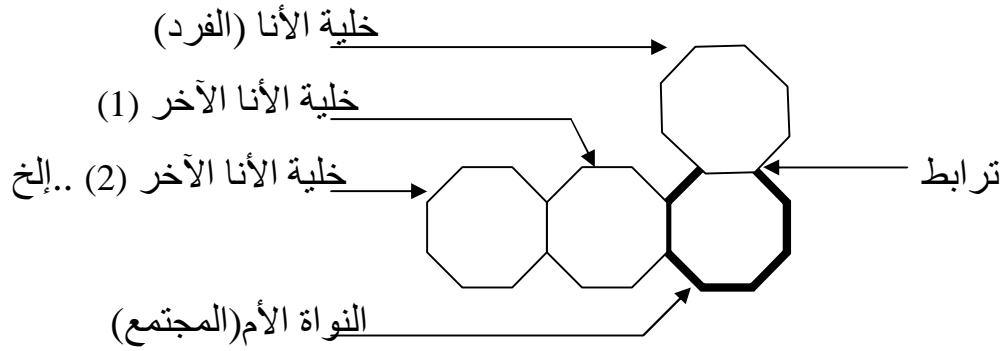 خلية الأنا (الفرد)
خلية الأنا الآخر (1)
خلية الأنا الآخر (2) ..إلخ
ترابط
النواة الأم(المجتمع)